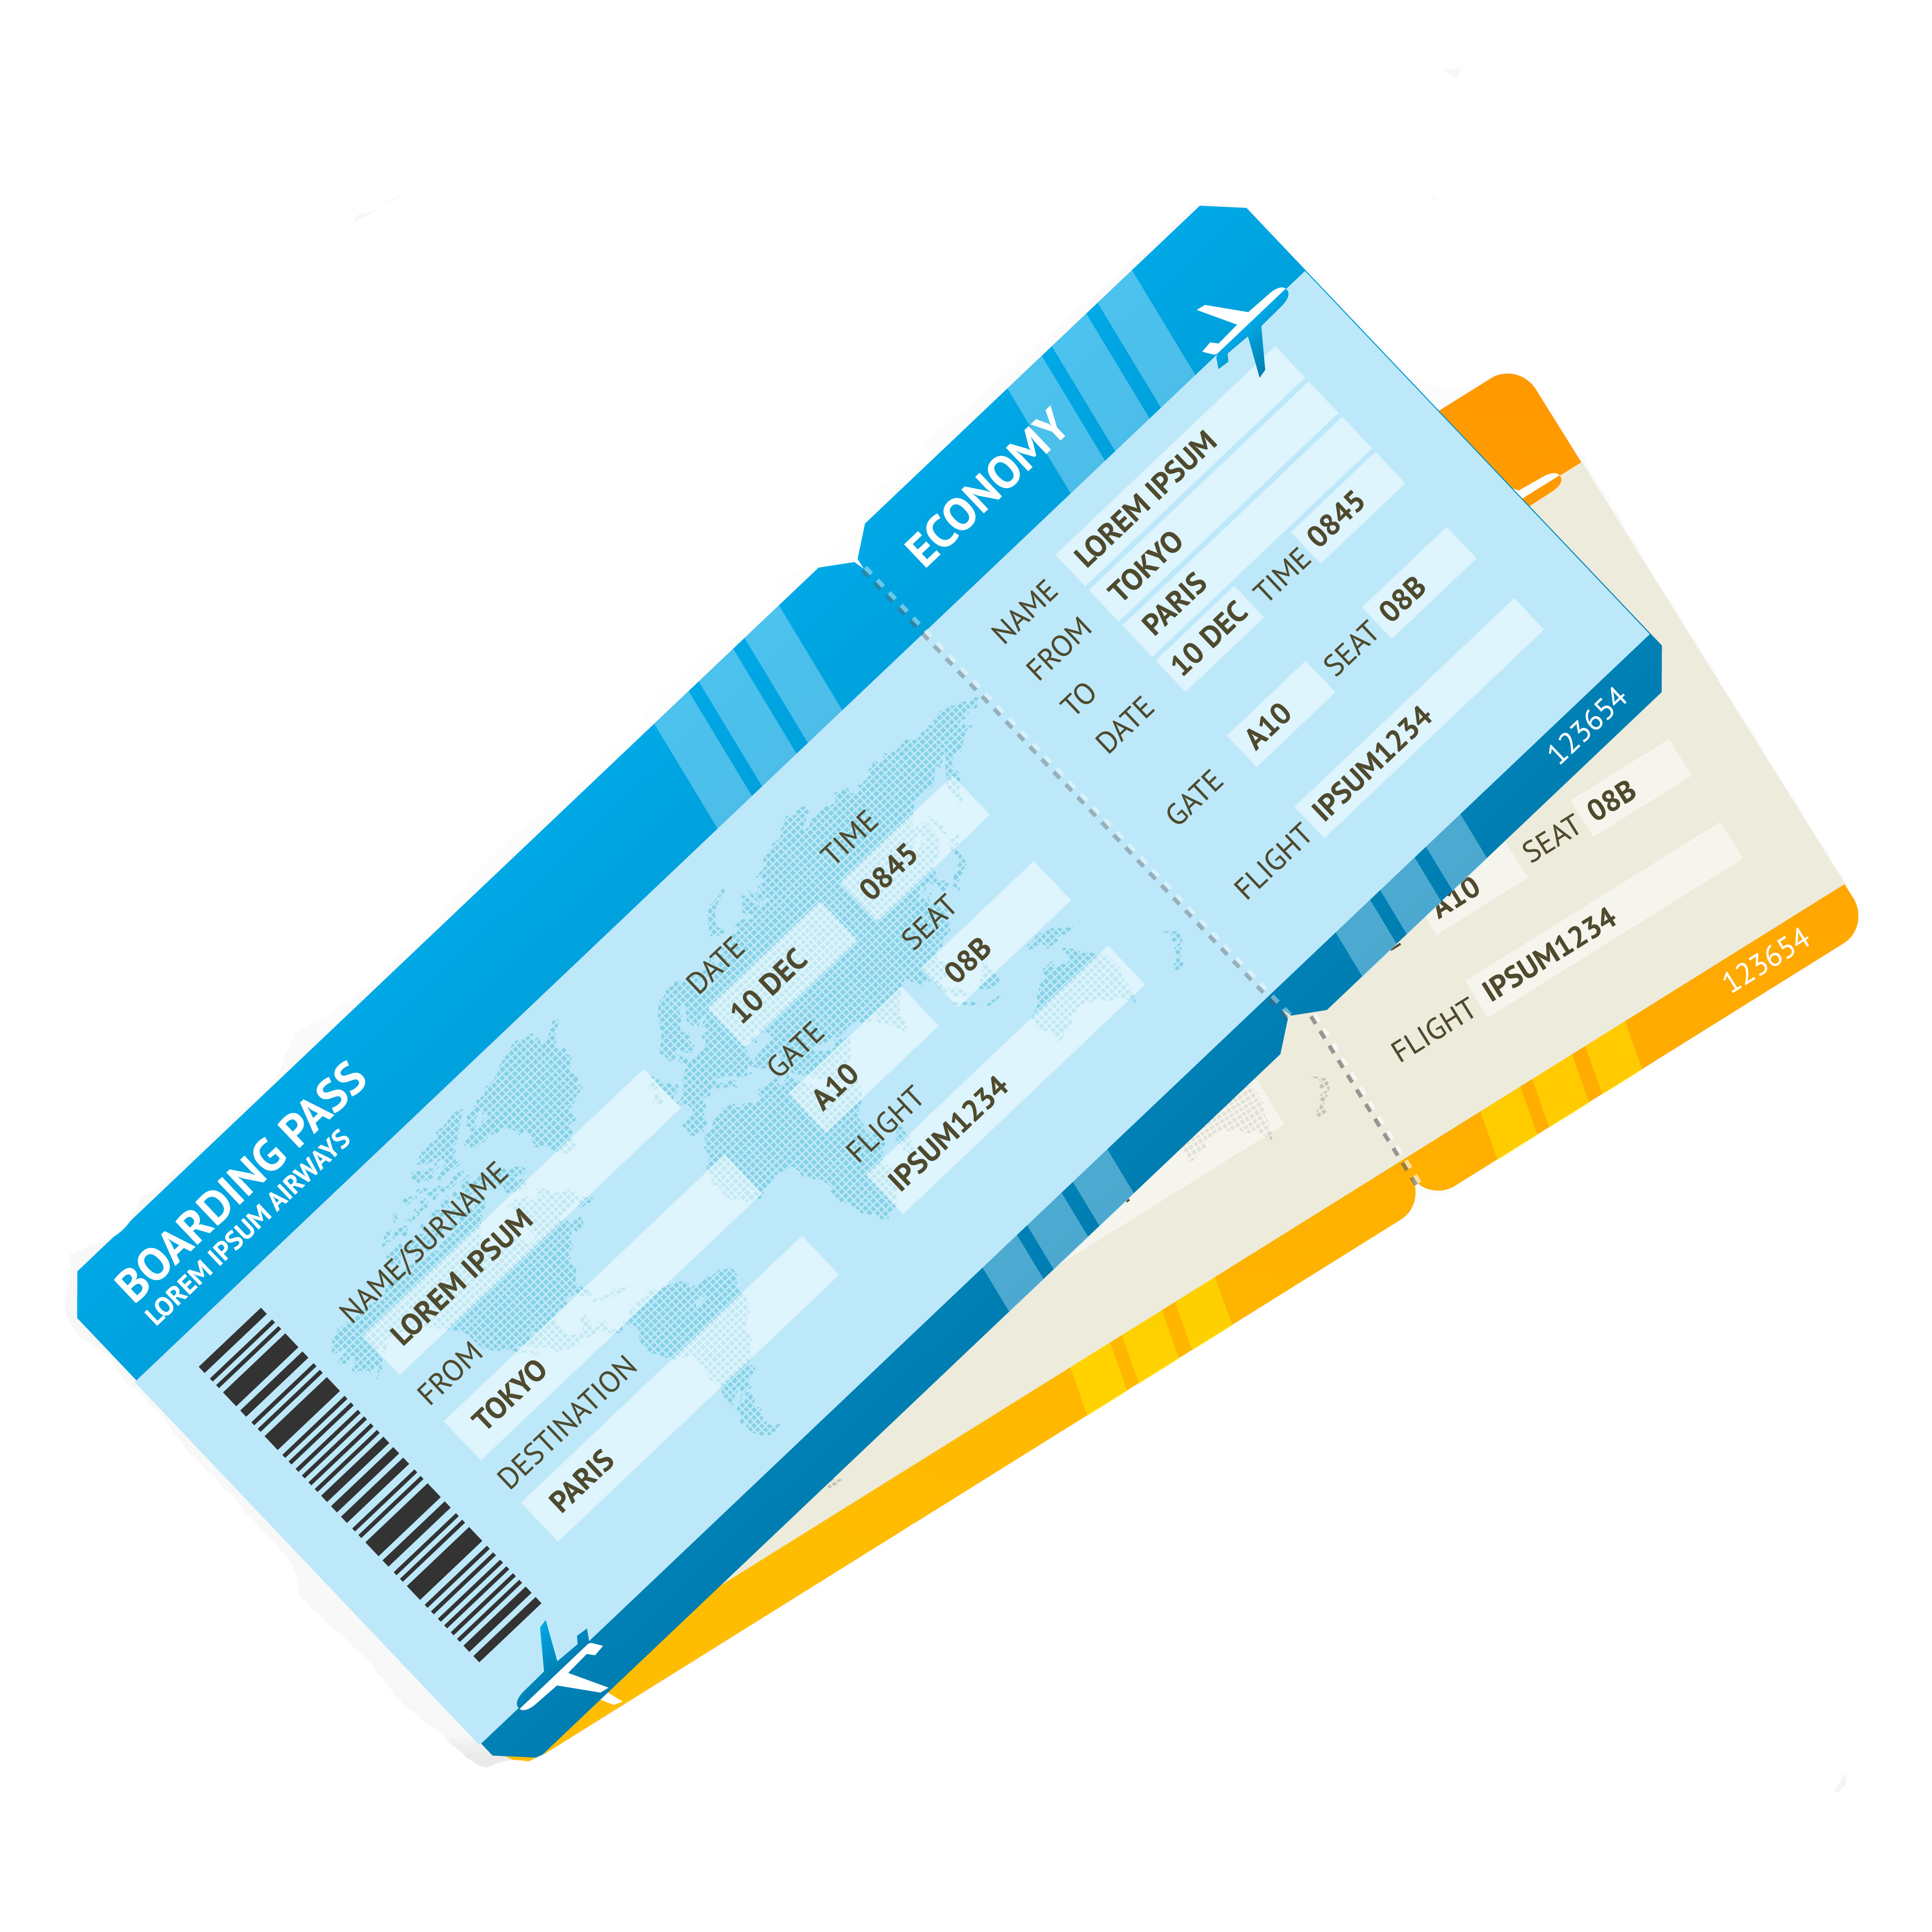 BOARDING PASS
LOREM IPSUM AIRWAYS
NAME/SURNAME
LOREM IPSUM
FROM
TOKYO
DESTINATION
PARIS
DATE
10 DEC
TIME
0845
GATE
A10
SEAT
08B
FLIGHT
IPSUM1234
ECONOMY
NAME LOREM IPSUM
FROM TOKYO
TO PARIS
DATE 10 DEC TIME 0845
GATE A10 SEAT 08B
FLIGHT IPSUM1234
123654
A10 SEAT 08B
FLIGHT IPSUM1234
123654